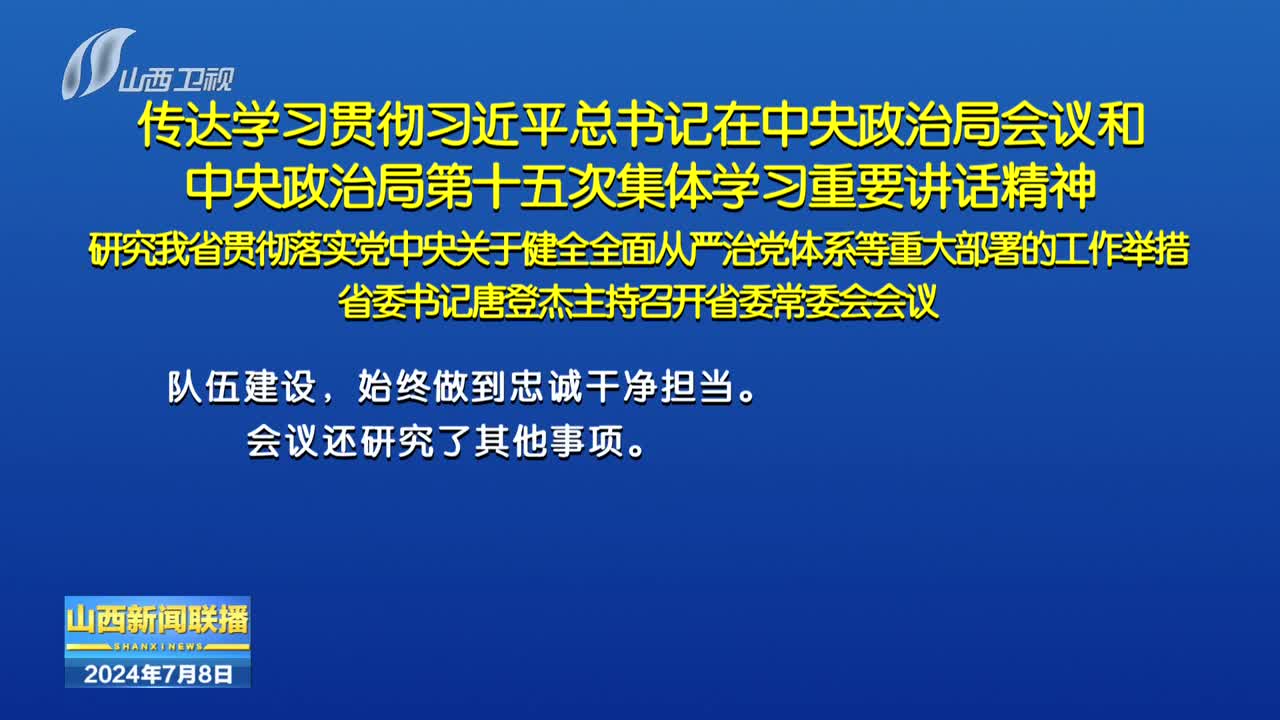 山西卫视
传达学习贯彻习近平总书记在中央政治局会议和
中央政治局第十五次集体学习重要讲话精神
研究我省贯彻落实党中央关于健全全面从严治党体系等重大部署的工作举措
省委书记唐登杰主持召开省委常委会会议
队伍建设，始终做到忠诚干净担当。
会议还研究了其他事项。
山西新闻联播
SHANXI NEWS
2024年7月8日